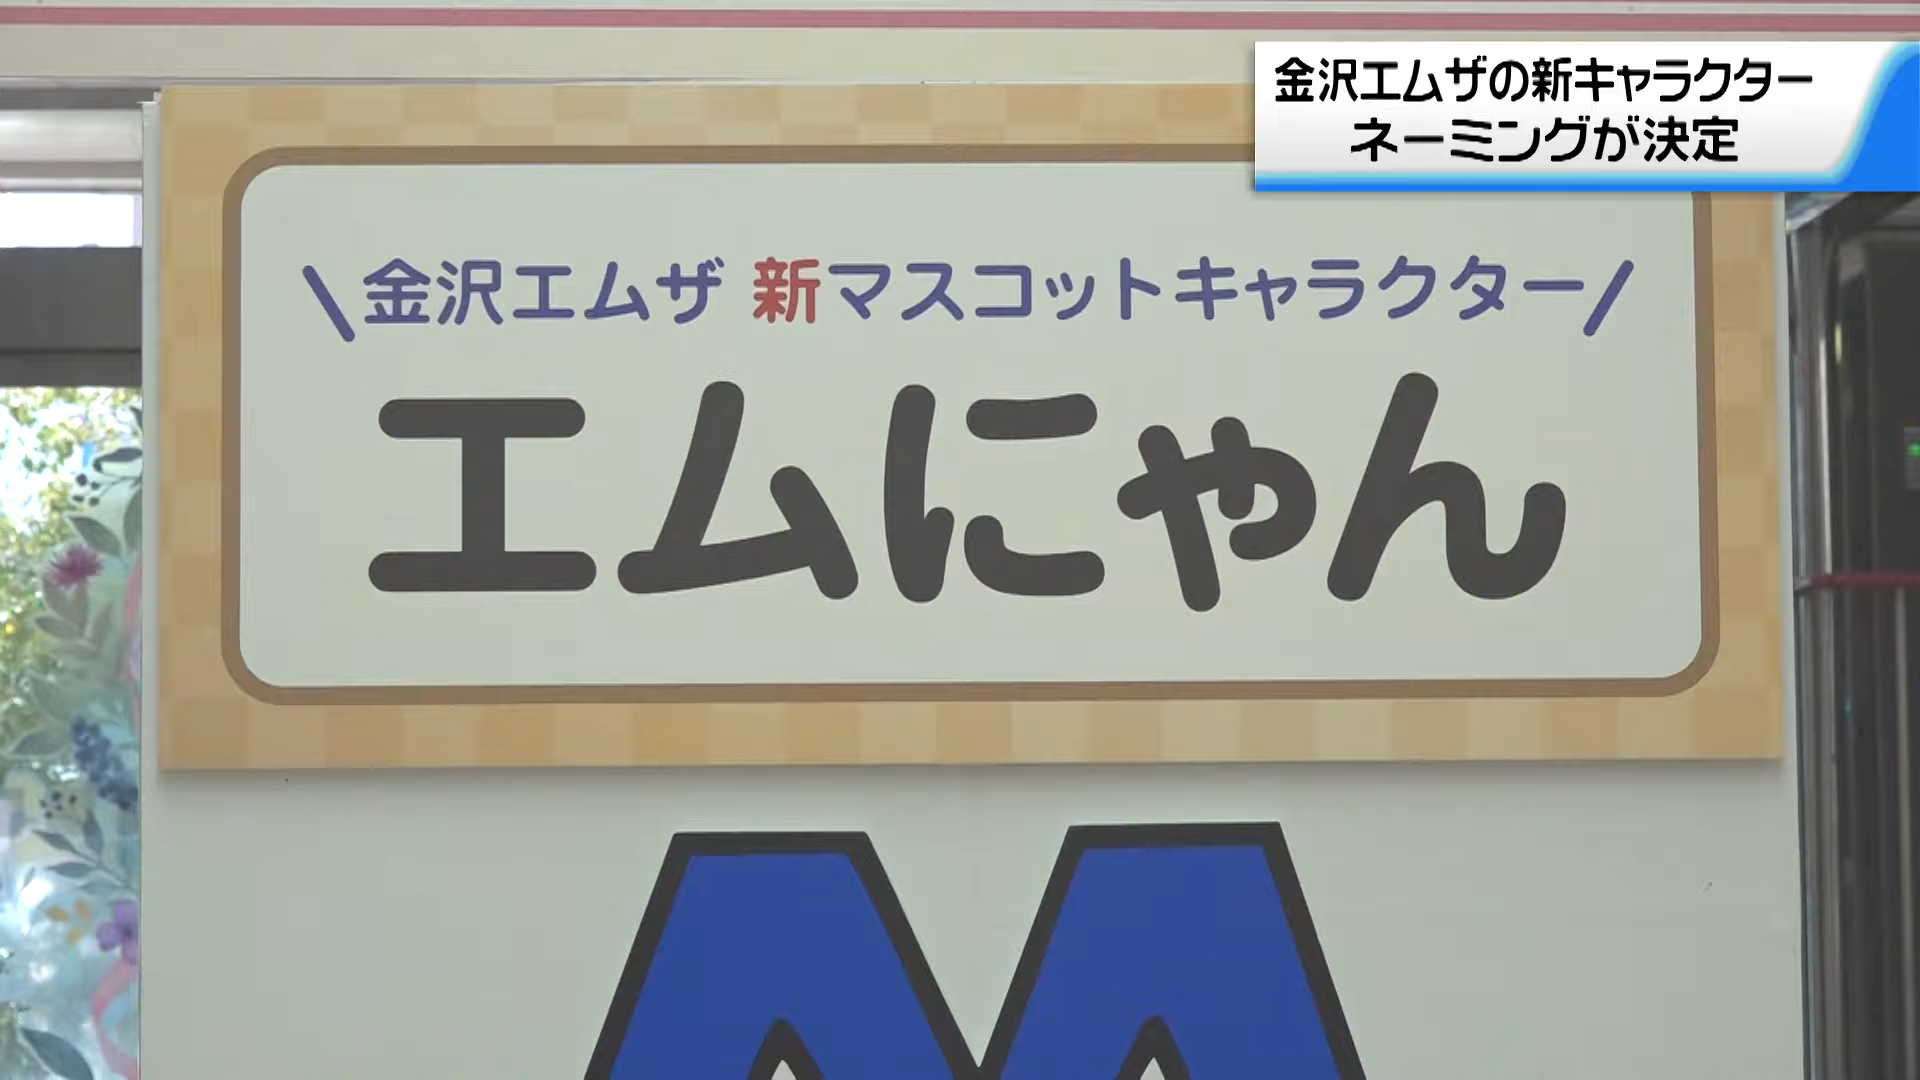 金沢エムザの新キャラクター
ネーミングが決定
\金沢エムザ 新マスコットキャラクター/
エムにゃん